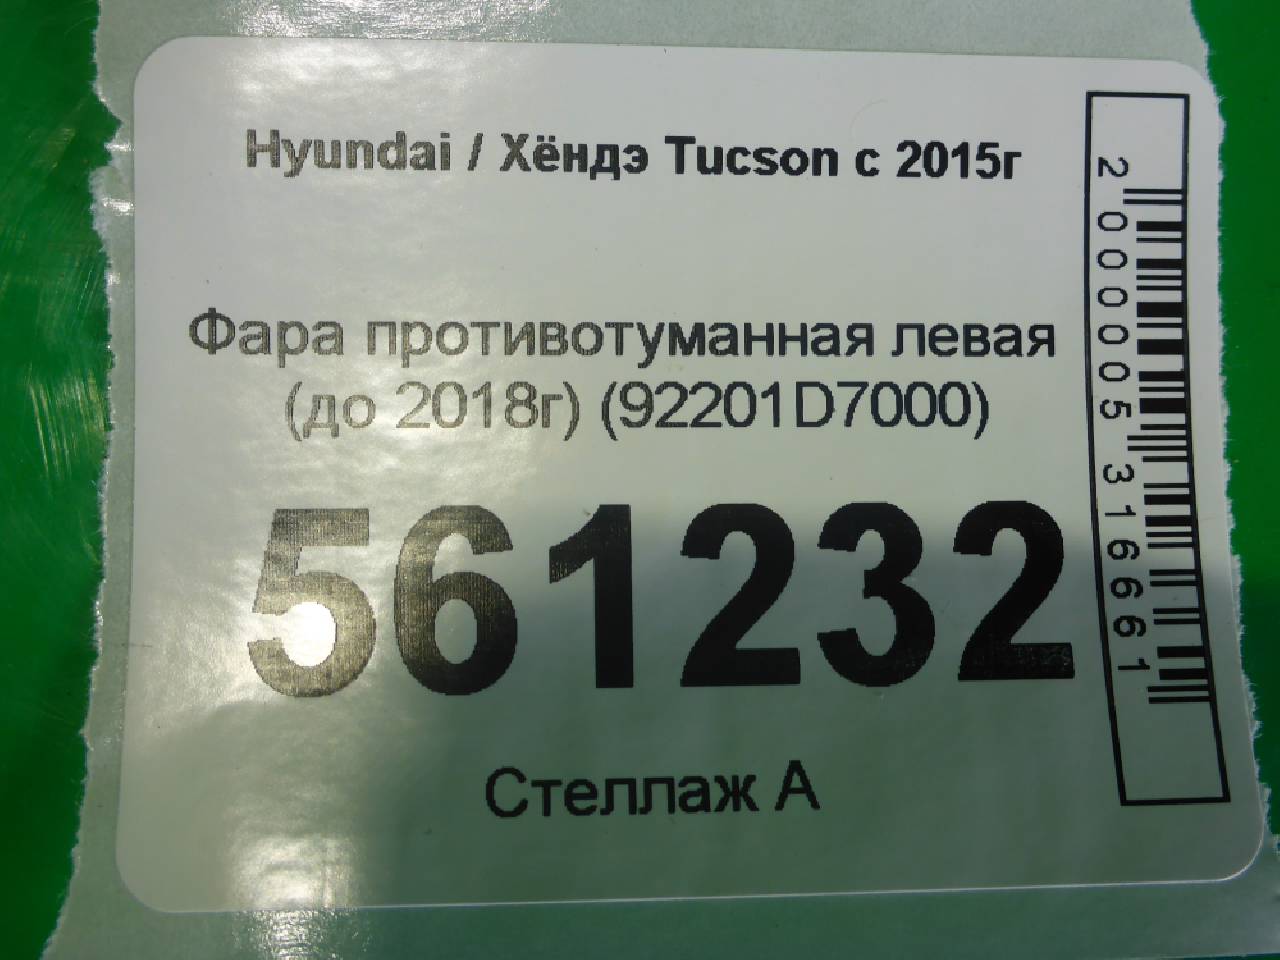 Hyundai / Хёндэ Tucson с 2015г
Фара противотуманная левая
(до 2018г) (92201D7000)
561232
Стеллаж А
2000005316661